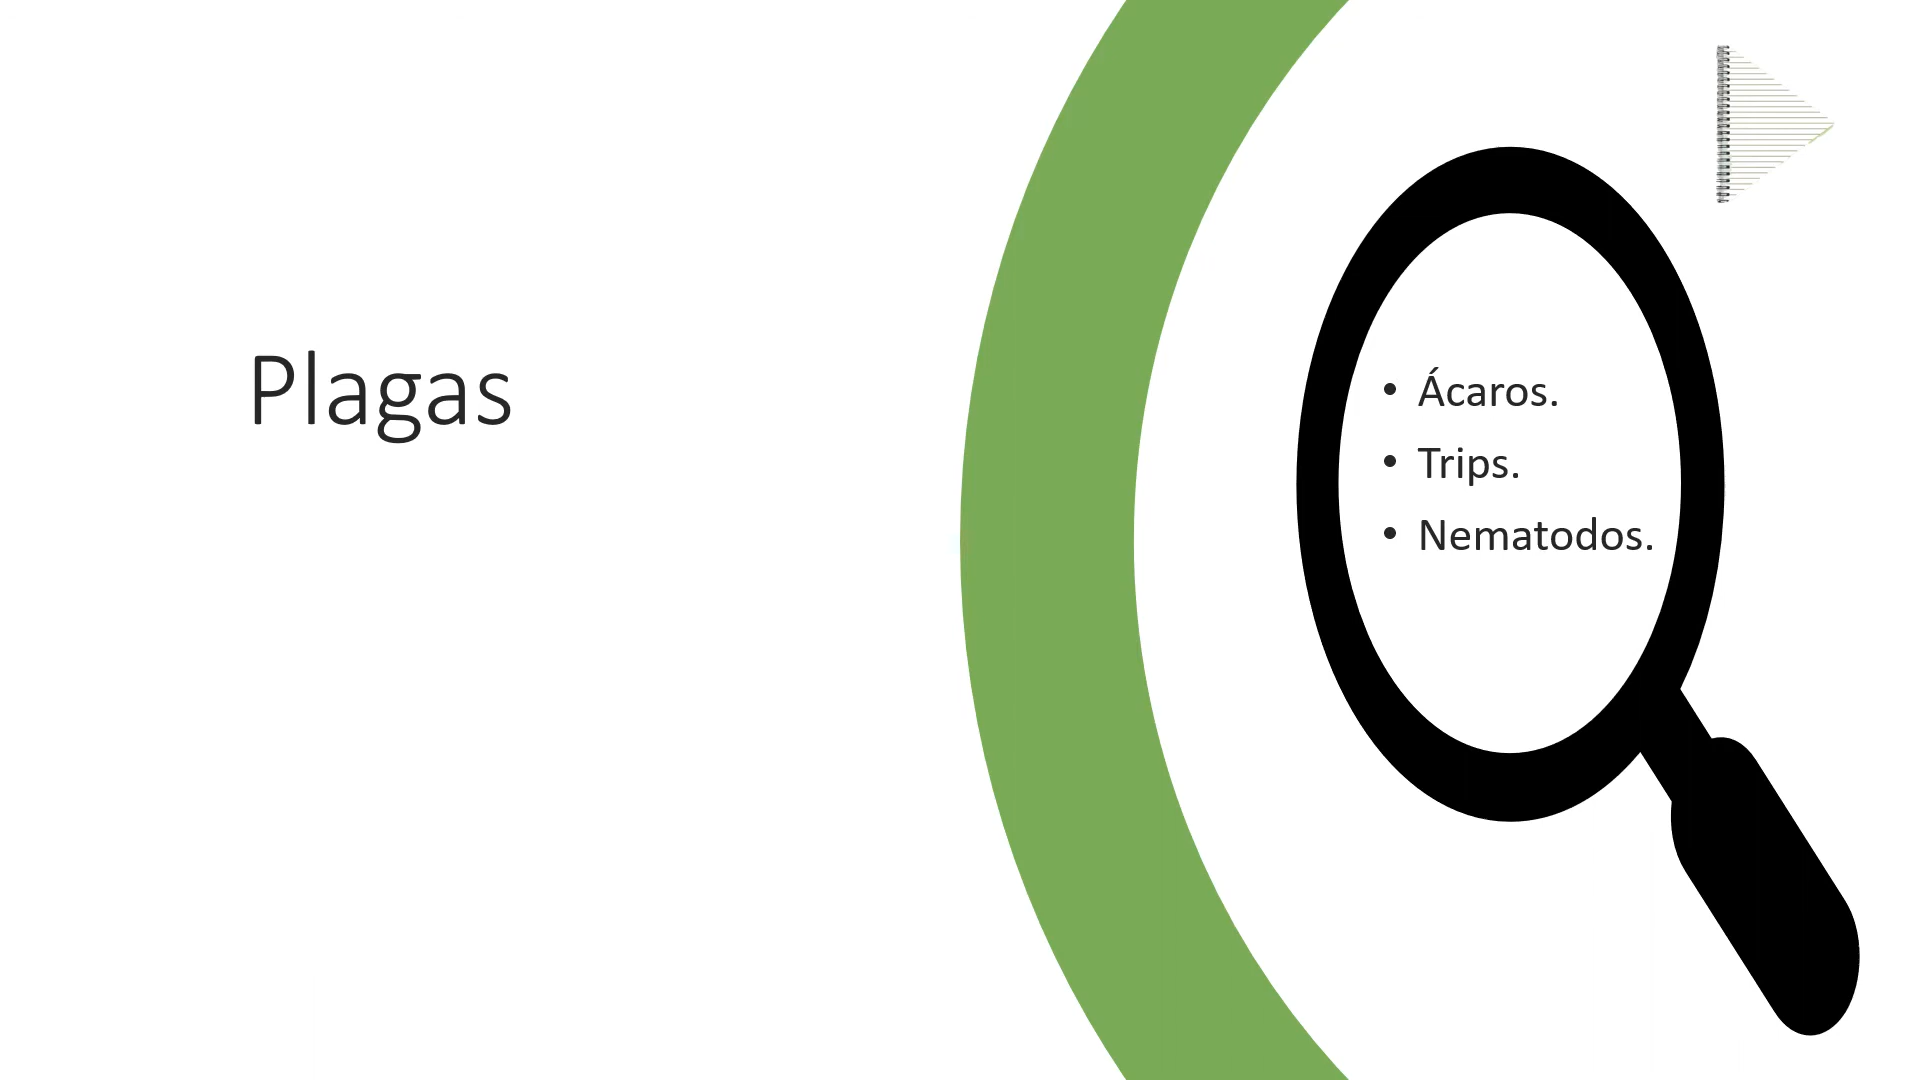 Plagas
• Ácaros.
• Trips.
• Nematodos.